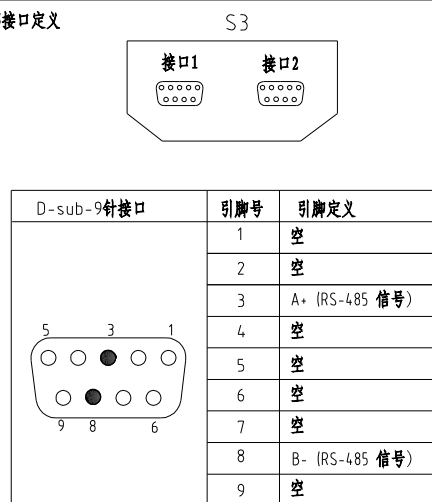 接口定义
S3
接口1 接口2
D-sub-9针接口 引脚号 引脚定义
1 空
2 空
3 A+ (RS-485 信号)
4 空
5 空
6 空
7 空
8 B- (RS-485 信号)
9 空
5 3 1
9 8 6